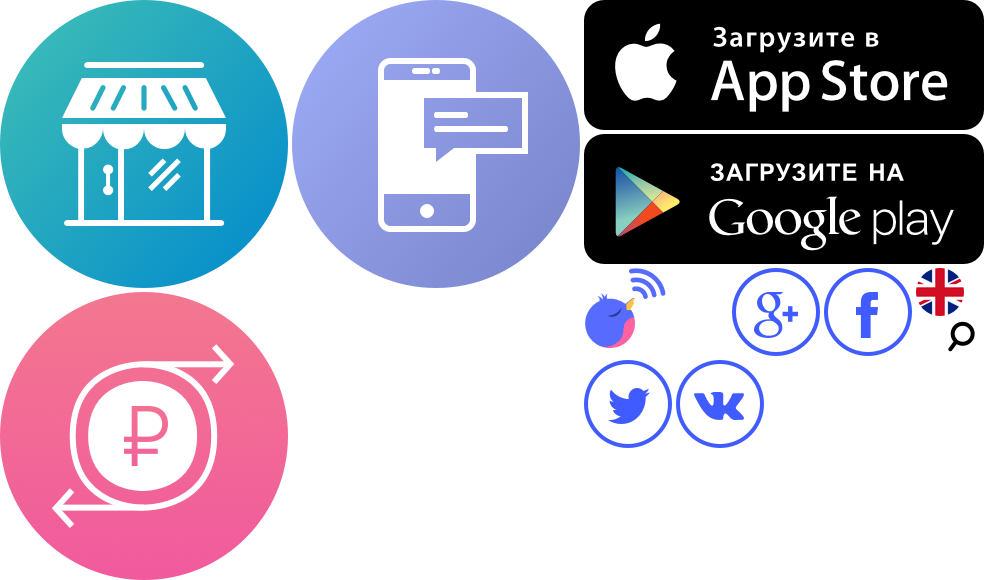 Загрузите в
App Store
ЗАГРУЗИТЕ НА
Google play
g+
f
₽